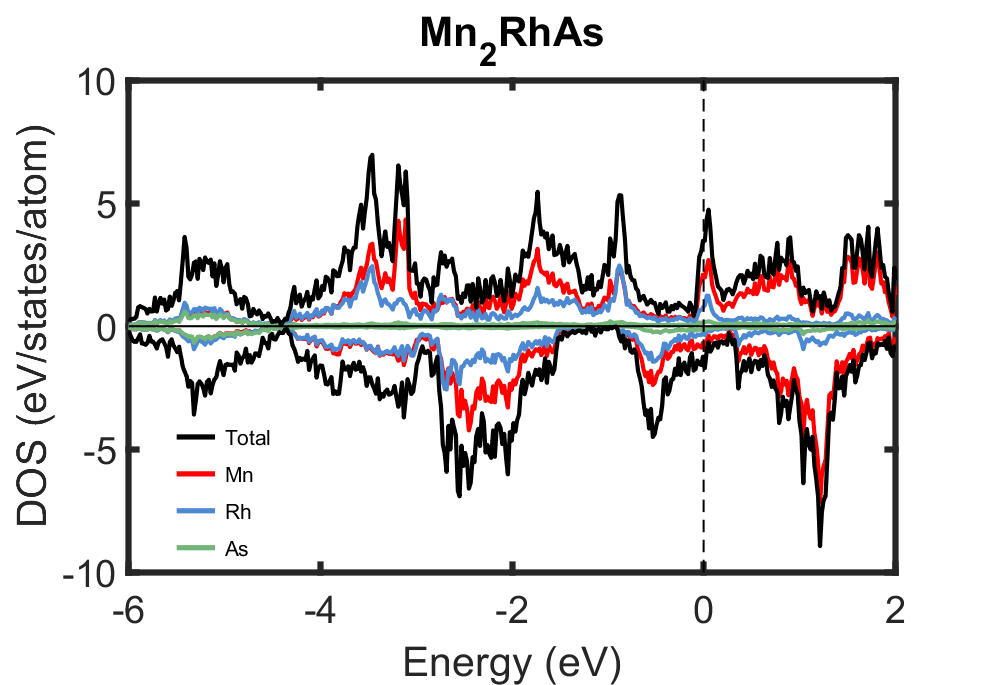 Mn2RhAs
10
5
0
-5
-10
DOS (eV/states/atom)
Total
Mn
Rh
As
-6 -4 -2 0 2
Energy (eV)